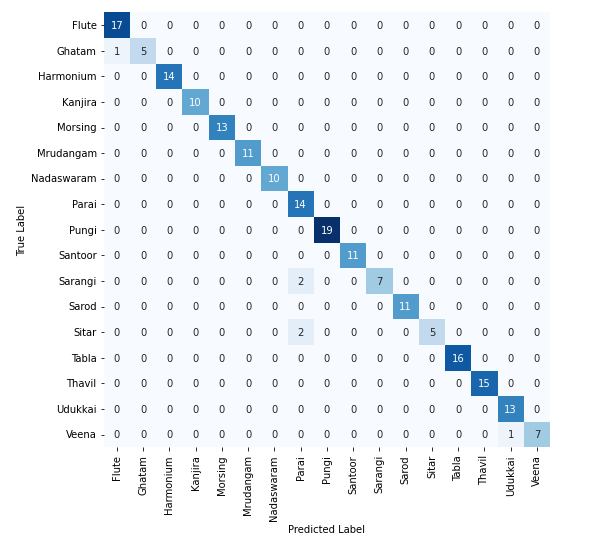 Flute 17 0 0 0 0 0 0 0 0 0 0 0 0 0 0 0 0
Ghatam 1 5 0 0 0 0 0 0 0 0 0 0 0 0 0 0 0
Harmonium 0 0 14 0 0 0 0 0 0 0 0 0 0 0 0 0 0
Kanjira 0 0 0 10 0 0 0 0 0 0 0 0 0 0 0 0 0
Morsing 0 0 0 0 13 0 0 0 0 0 0 0 0 0 0 0 0
Mrudangam 0 0 0 0 0 11 0 0 0 0 0 0 0 0 0 0 0
Nadaswaram 0 0 0 0 0 0 10 0 0 0 0 0 0 0 0 0 0
Parai 0 0 0 0 0 0 0 14 0 0 0 0 0 0 0 0 0
Pungi 0 0 0 0 0 0 0 0 19 0 0 0 0 0 0 0 0
Santoor 0 0 0 0 0 0 0 0 0 11 0 0 0 0 0 0 0
Sarangi 0 0 0 0 0 0 0 2 0 0 7 0 0 0 0 0 0
Sarod 0 0 0 0 0 0 0 0 0 0 0 11 0 0 0 0 0
Sitar 0 0 0 0 0 0 0 2 0 0 0 0 5 0 0 0 0
Tabla 0 0 0 0 0 0 0 0 0 0 0 0 0 16 0 0 0
Thavil 0 0 0 0 0 0 0 0 0 0 0 0 0 0 15 0 0
Udukkai 0 0 0 0 0 0 0 0 0 0 0 0 0 0 0 13 0
Veena 0 0 0 0 0 0 0 0 0 0 0 0 0 0 0 1 7
True Label
Flute Ghatam Harmonium Kanjira Morsing Mrudangam Nadaswaram Parai Pungi Santoor Sarangi Sarod Sitar Tabla Thavil Udukkai Veena
Predicted Label